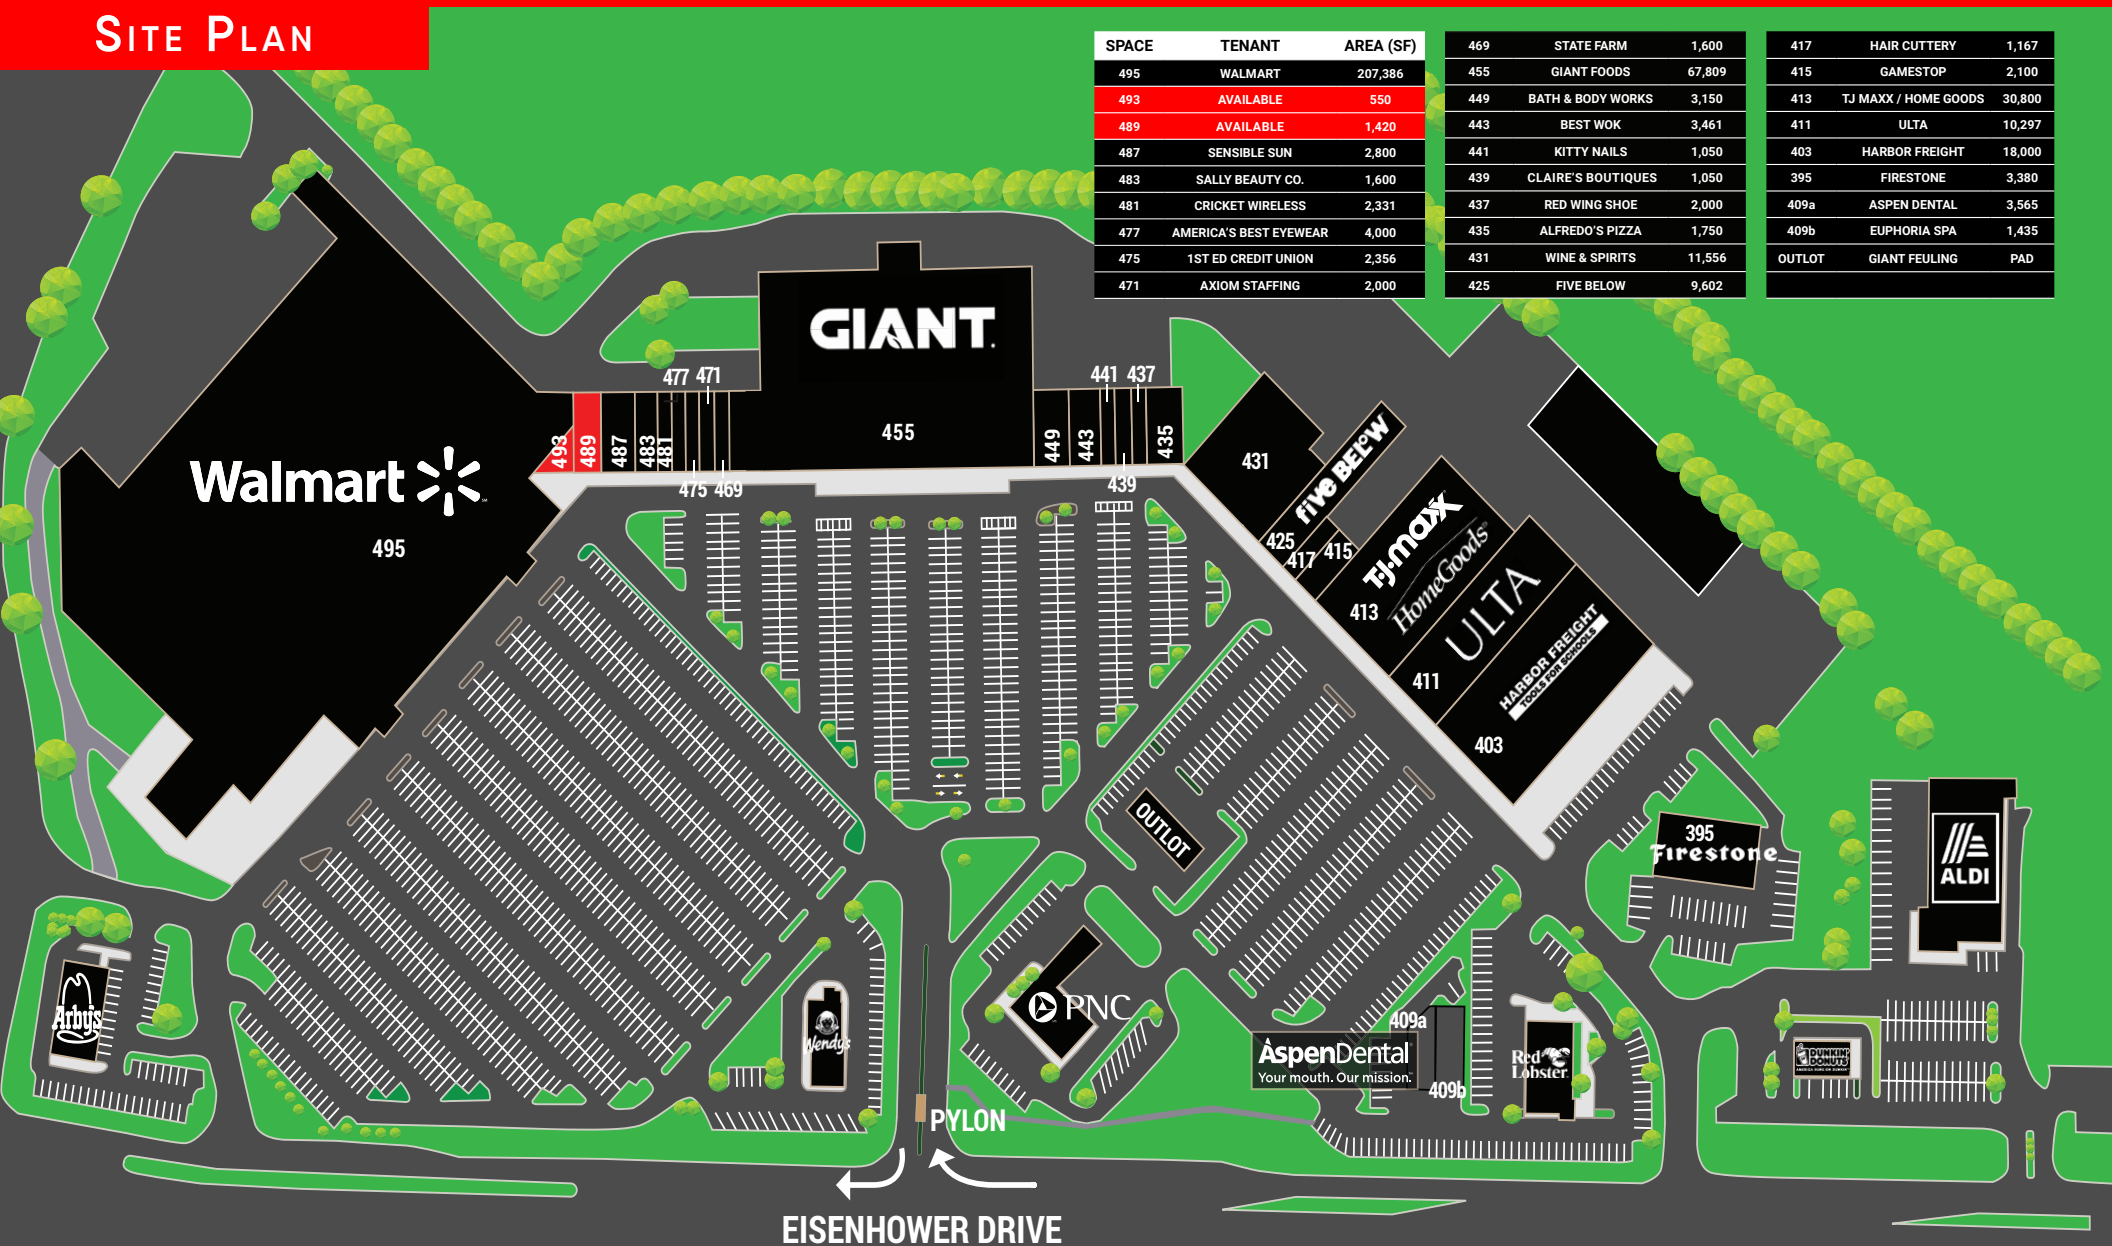 SITE PLAN
SPACE TENANT AREA (SF)
495 WALMART 207,386
493 AVAILABLE 550
489 AVAILABLE 1,420
487 SENSIBLE SUN 2,800
483 SALLY BEAUTY CO. 1,600
481 CRICKET WIRELESS 2,331
477 AMERICA'S BEST EYEWEAR 4,000
475 1ST ED CREDIT UNION 2,356
471 AXIOM STAFFING 2,000
469 STATE FARM 1,600
455 GIANT FOODS 67,809
449 BATH & BODY WORKS 3,150
443 BEST WOK 3,461
441 KITTY NAILS 1,050
439 CLAIRE'S BOUTIQUES 1,050
437 RED WING SHOE 2,000
435 ALFREDO'S PIZZA 1,750
431 WINE & SPIRITS 11,556
425 FIVE BELOW 9,602
417 HAIR CUTTERY 1,167
415 GAMESTOP 2,100
413 TJ MAXX / HOME GOODS 30,800
411 ULTA 10,297
403 HARBOR FREIGHT 18,000
395 FIRESTONE 3,380
409a ASPEN DENTAL 3,565
409b EUPHORIA SPA 1,435
OUTLOT GIANT FEULING PAD
GIANT
455
477 471
493
489
487
483
481
475 469
Walmart
495
441 437
449
443
435
439
431
five BEL°W
425
417
415
T·J·maxx
HomeGoods
413
ULTA
411
HARBOR FREIGHT
TOOLS FOR SCHOOLS
403
OUTLOT
395
Firestone
ALDI
Arby's
Wendy's
PNC
409a
AspenDental
Your mouth. Our mission.
409b
Red
Lobster
DUNKIN'
DONUTS
AMERICA RUNS ON DUNKIN'
PYLON
EISENHOWER DRIVE